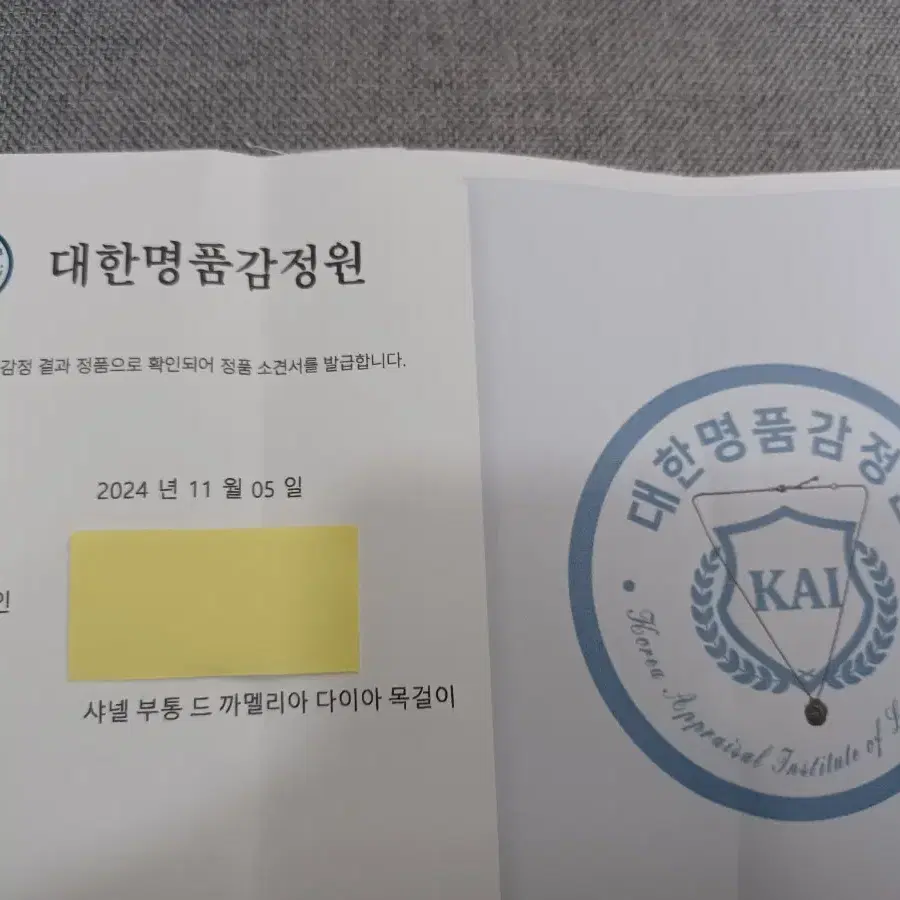 대한명품감정원
감정 결과 정품으로 확인되어 정품 소견서를 발급합니다.
2024 년 11 월 05 일
인
샤넬 부통 드 까멜리아 다이아 목걸이
대한명품감정
KAI
Korea Appraisal Institute of